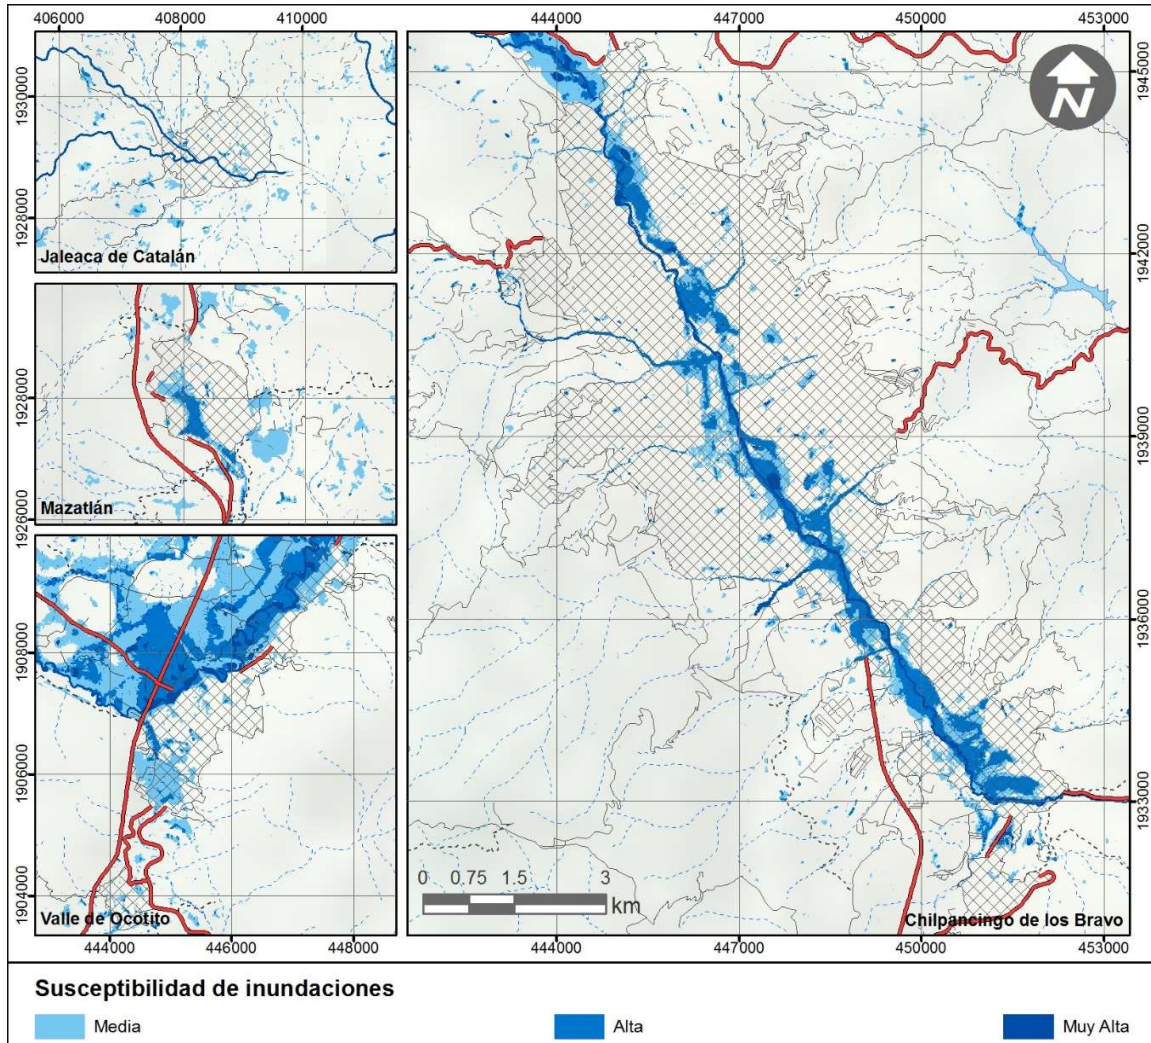 406000 408000 410000
444000 447000 450000 453000
1930000
1928000
Jaleaca de Catalán
1928000
1926000
Mazatlán
1908000
1906000
1904000
Valle de Ocotito
444000 446000 448000
N
1945000
1942000
1939000
1936000
1933000
0 0.75 1.5 3
km
Chilpancingo de los Bravo
444000 447000 450000 453000
Susceptibilidad de inundaciones
Media Alta Muy Alta